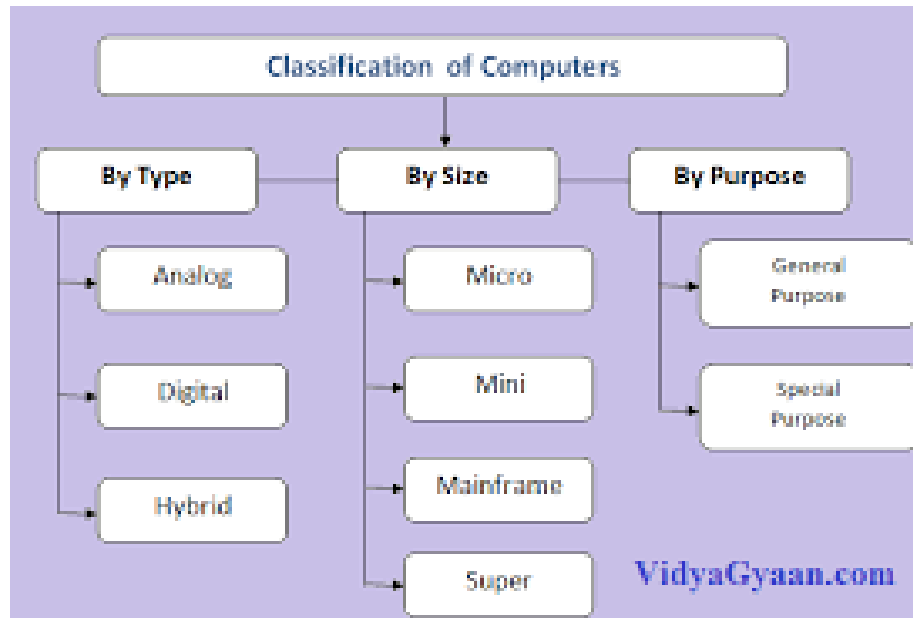 Classification of Computers
By Type
By Size
By Purpose
Analog
Digital
Hybrid
Micro
Mini
Mainframe
Super
General
Purpose
Special
Purpose
VidyaGyaan.com